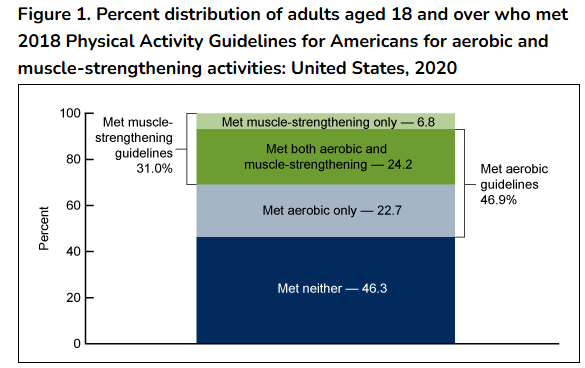 Figure 1. Percent distribution of adults aged 18 and over who met
2018 Physical Activity Guidelines for Americans for aerobic and
muscle-strengthening activities: United States, 2020
100
80
60
40
20
0
Percent
Met muscle-
strengthening
guidelines
31.0%
Met muscle-strengthening only — 6.8
Met both aerobic and
muscle-strengthening — 24.2
Met aerobic only — 22.7
Met neither — 46.3
Met aerobic
guidelines
46.9%